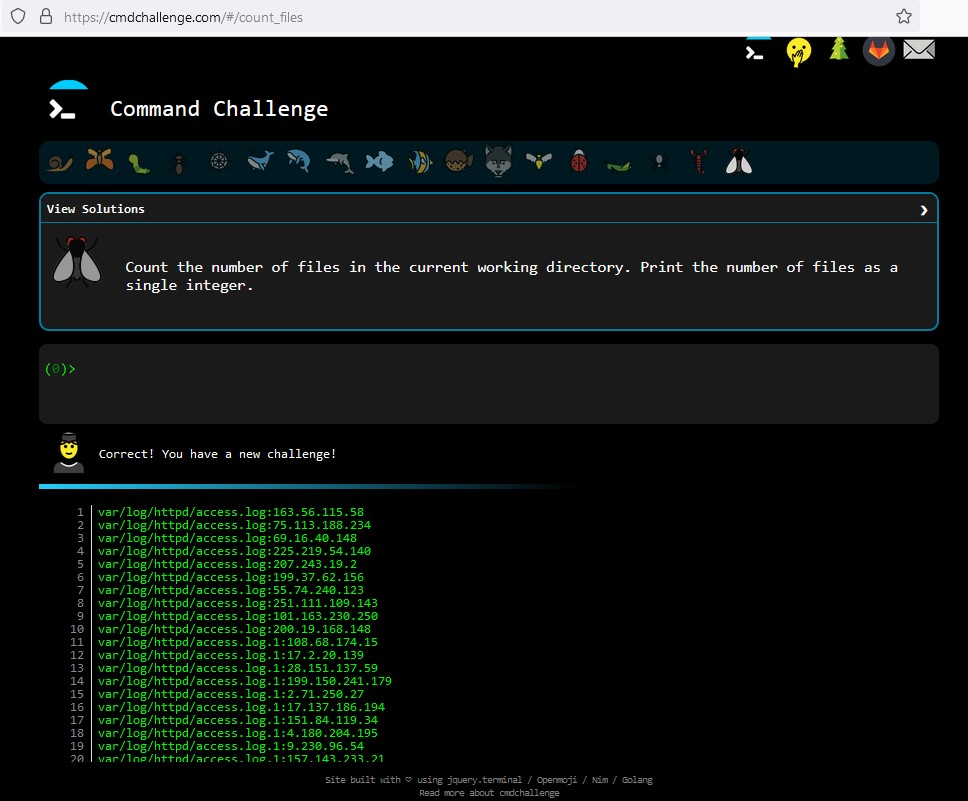 https://cmdchallenge.com/#/count_files
Command Challenge
View Solutions
Count the number of files in the current working directory. Print the number of files as a
single integer.
(0)>
Correct! You have a new challenge!
1 var/log/httpd/access.log:163.56.115.58
2 var/log/httpd/access.log:75.113.188.234
3 var/log/httpd/access.log:69.16.40.148
4 var/log/httpd/access.log:225.219.54.140
5 var/log/httpd/access.log:207.243.19.2
6 var/log/httpd/access.log:199.37.62.156
7 var/log/httpd/access.log:55.74.240.123
8 var/log/httpd/access.log:251.111.109.143
9 var/log/httpd/access.log:101.163.230.250
10 var/log/httpd/access.log:200.19.168.148
11 var/log/httpd/access.log.1:108.68.174.15
12 var/log/httpd/access.log.1:17.2.20.139
13 var/log/httpd/access.log.1:28.151.137.59
14 var/log/httpd/access.log.1:199.150.241.179
15 var/log/httpd/access.log.1:2.71.250.27
16 var/log/httpd/access.log.1:17.137.186.194
17 var/log/httpd/access.log.1:151.84.119.34
18 var/log/httpd/access.log.1:4.180.204.195
19 var/log/httpd/access.log.1:9.230.96.54
20 var/log/httpd/access.log.1:157.143.233.21
Site built with ♡ using jquery.terminal / Openmoji / Nim / Golang
Read more about cmdchallenge